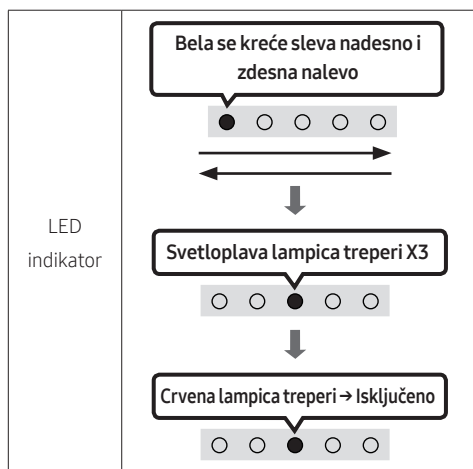 Bela se kreće sleva nadesno i
zdesna nalevo
LED
indikator
Svetloplava lampica treperi X3
Crvena lampica treperi → Isključeno